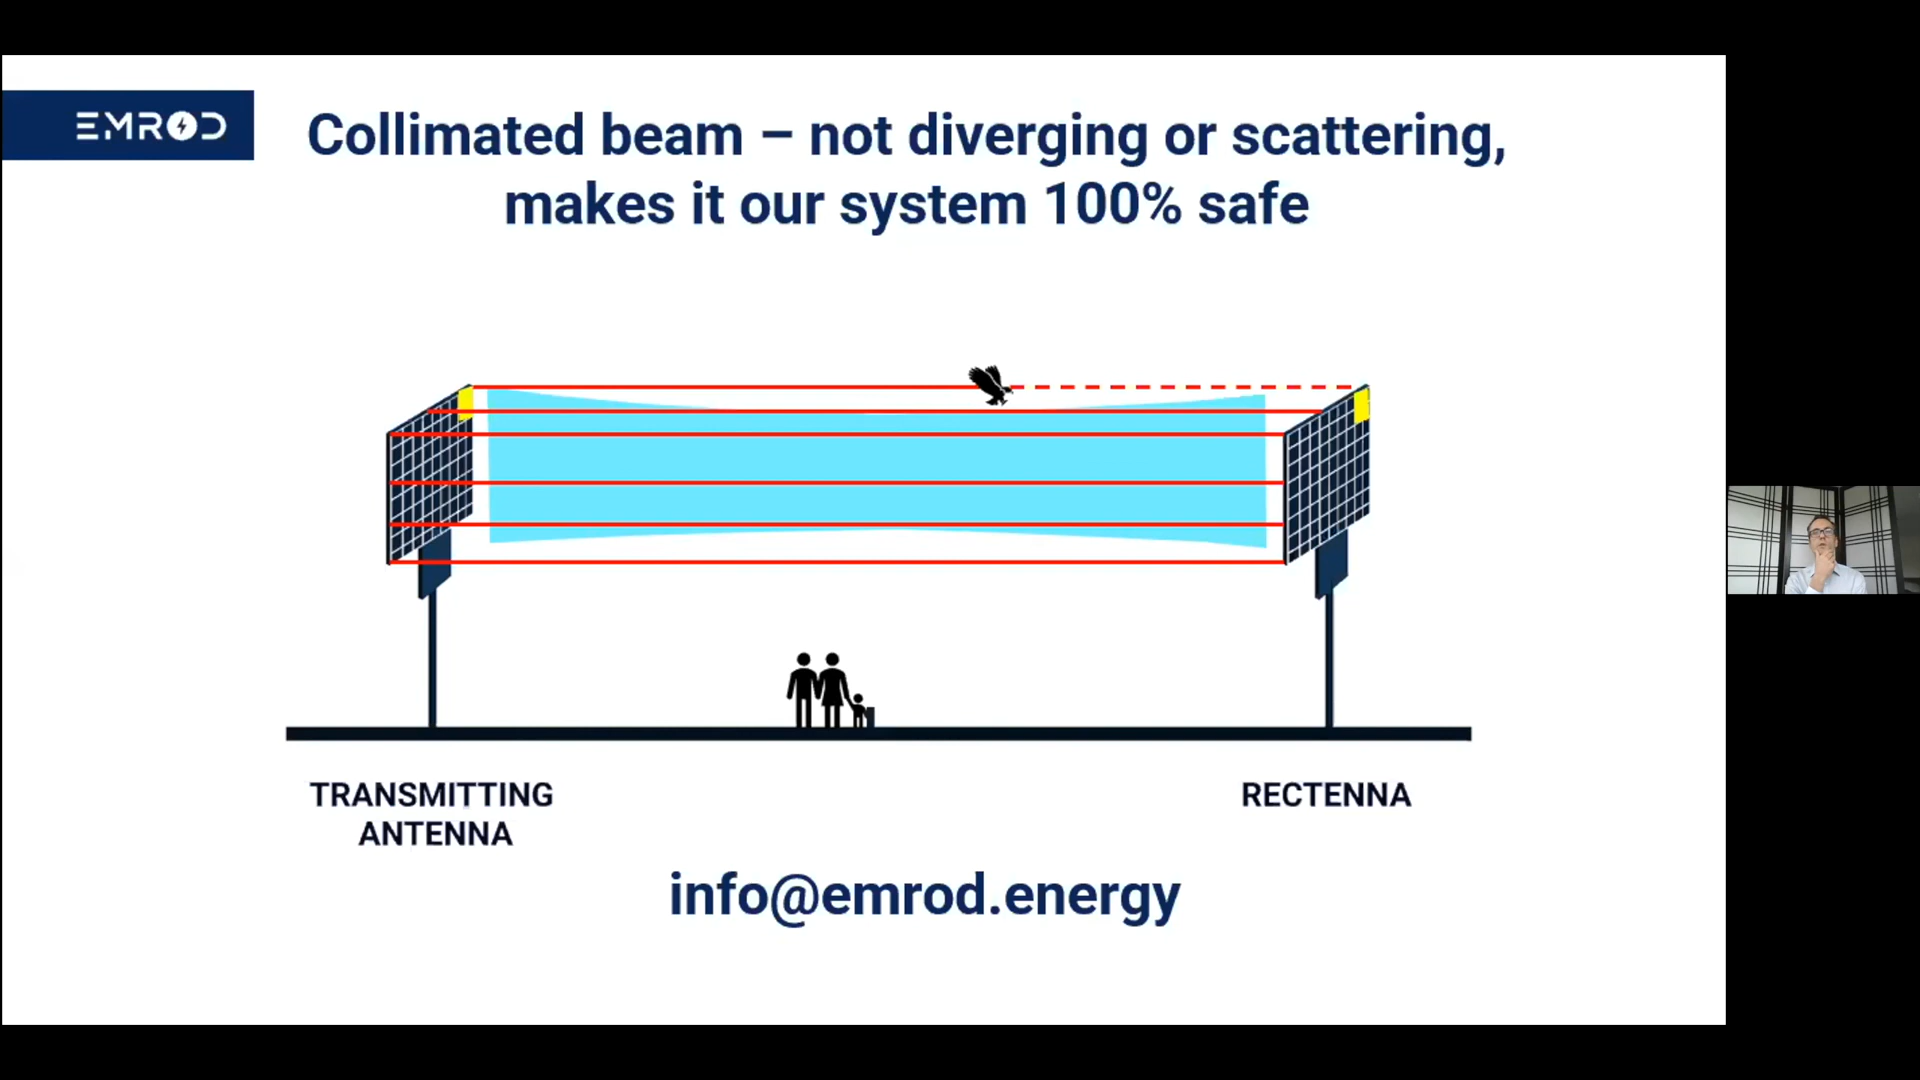 EMROD
Collimated beam – not diverging or scattering,
makes it our system 100% safe
TRANSMITTING
ANTENNA
RECTENNA
info@emrod.energy